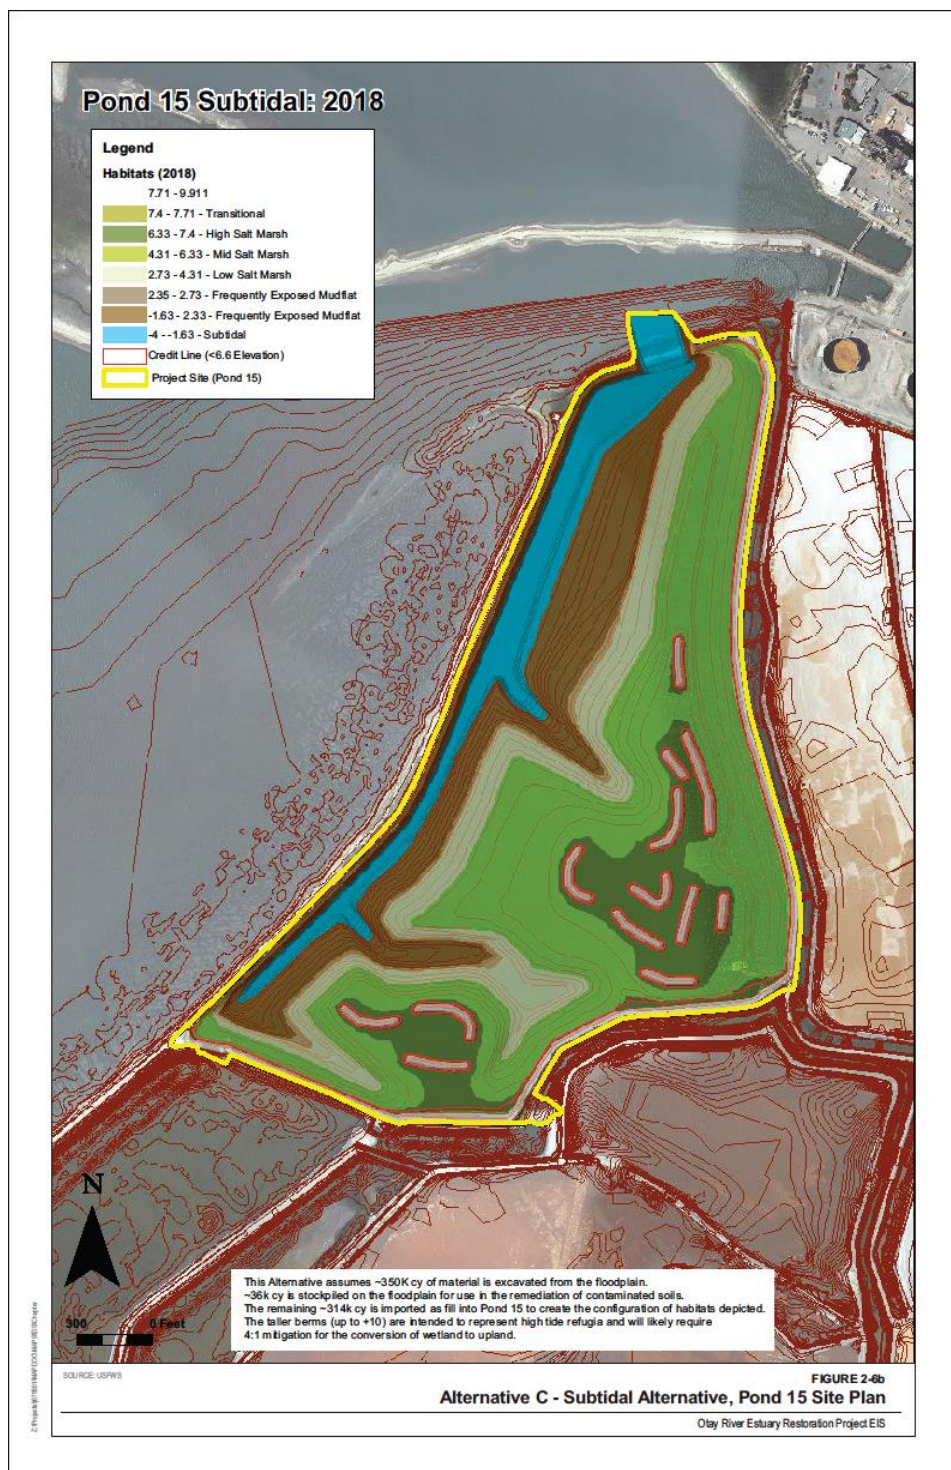 Pond 15 Subtidal: 2018
Legend
Habitats (2018)
7.71 - 9.911
7.4 - 7.71 - Transitional
6.33 - 7.4 - High Salt Marsh
4.31 - 6.33 - Mid Salt Marsh
2.73 - 4.31 - Low Salt Marsh
2.35 - 2.73 - Frequently Exposed Mudflat
-1.63 - 2.33 - Frequently Exposed Mudflat
-4 - -1.63 - Subtidal
Credit Line (<6.6 Elevation)
Project Site (Pond 15)
N
300 0 Feet
This Alternative assumes ~350K cy of material is excavated from the floodplain.
~36k cy is stockpiled on the floodplain for use in the remediation of contaminated soils.
The remaining ~314k cy is imported as fill into Pond 15 to create the configuration of habitats depicted.
The taller berms (up to +10) are intended to represent high tide refugia and will likely require
4:1 mitigation for the conversion of wetland to upland.
SOURCE: USFWS
FIGURE 2-6b
Alternative C - Subtidal Alternative, Pond 15 Site Plan
Otay River Estuary Restoration Project EIS